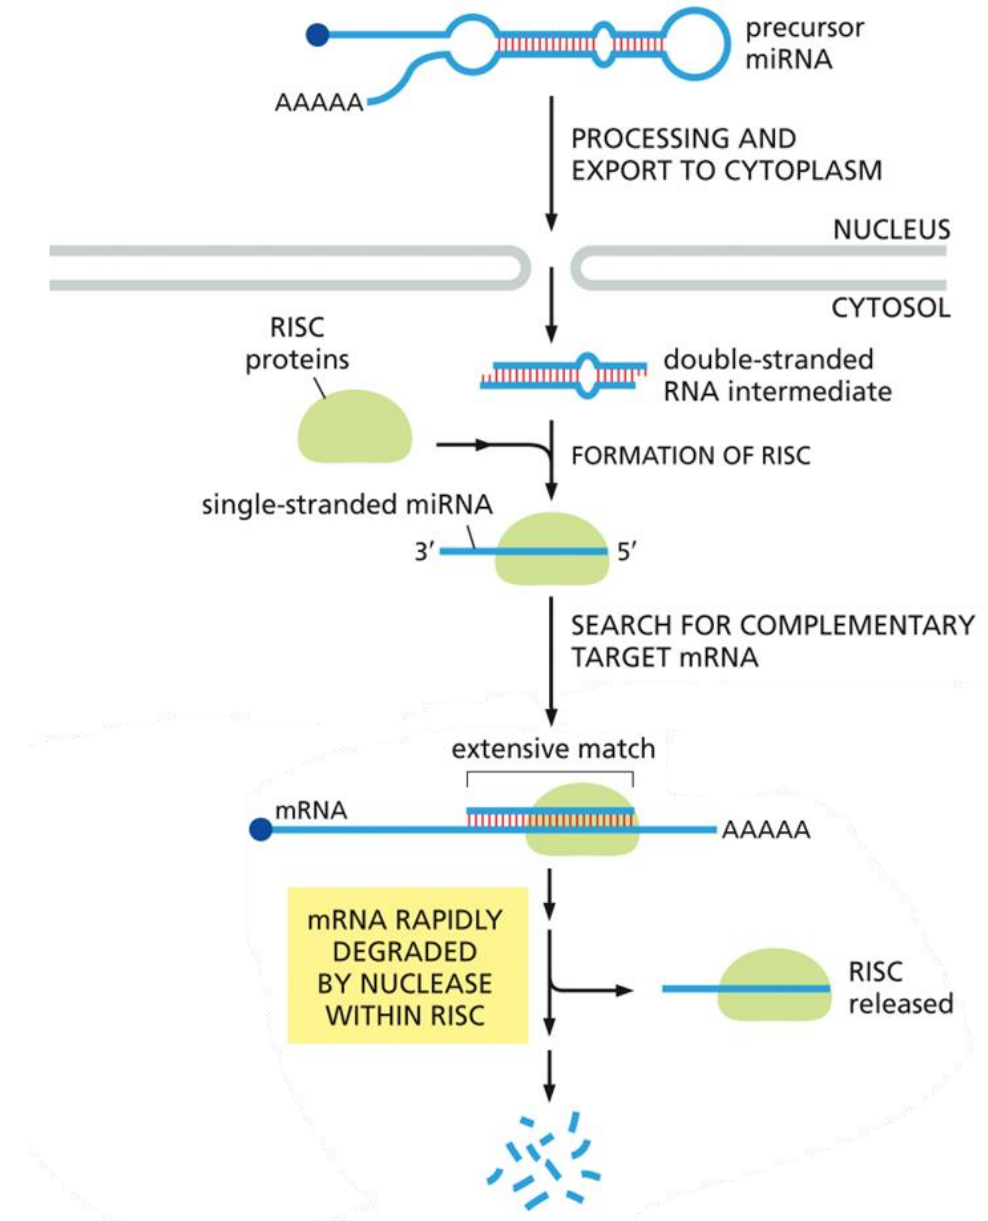 precursor
miRNA
AAAAA
PROCESSING AND
EXPORT TO CYTOPLASM
NUCLEUS
CYTOSOL
RISC
proteins
double-stranded
RNA intermediate
FORMATION OF RISC
single-stranded miRNA
3′
5′
SEARCH FOR COMPLEMENTARY
TARGET mRNA
extensive match
mRNA
AAAAA
mRNA RAPIDLY
DEGRADED
BY NUCLEASE
WITHIN RISC
RISC
released